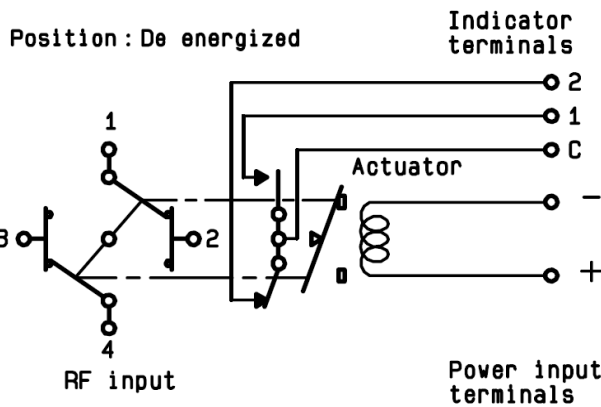 Position : De energized
Indicator
terminals
2
1
C
1
Actuator
-
3
2
+
4
RF input
Power input
terminals